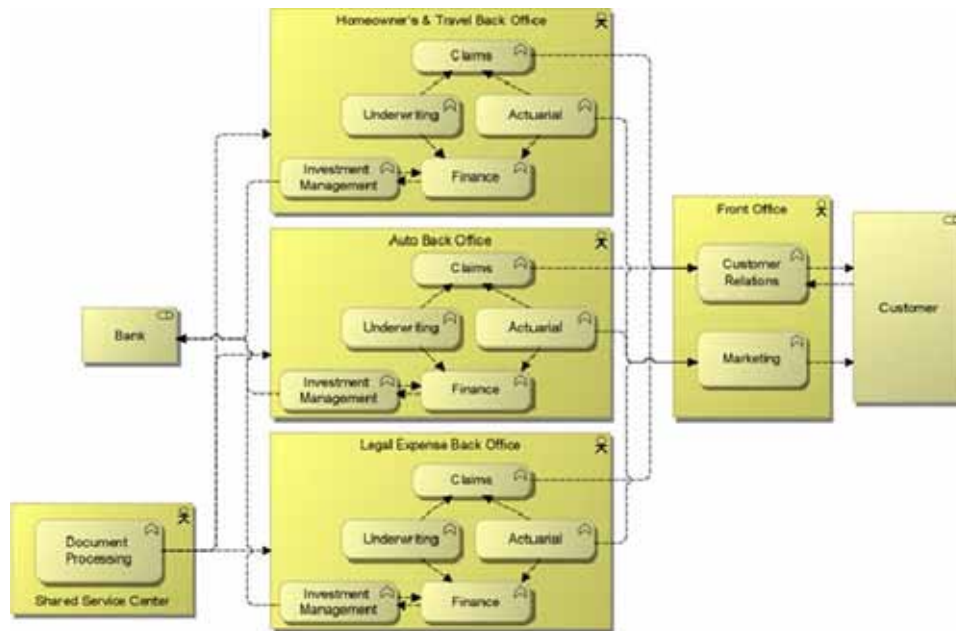 Homeowner's & Travel Back Office
Claims
Underwriting
Actuarial
Investment
Management
Finance
Auto Back Office
Claims
Underwriting
Actuarial
Investment
Management
Finance
Legal Expense Back Office
Claims
Underwriting
Actuarial
Investment
Management
Finance
Bank
Document
Processing
Shared Service Center
Front Office
Customer
Relations
Marketing
Customer